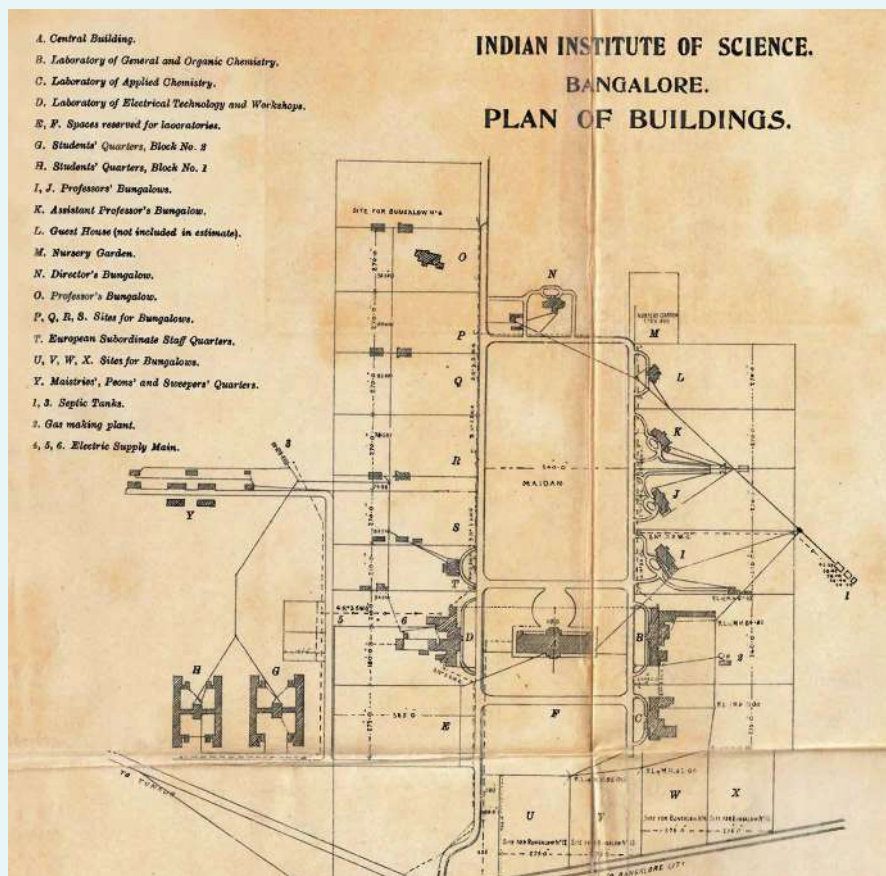 INDIAN INSTITUTE OF SCIENCE.
BANGALORE.
PLAN OF BUILDINGS.
A. Central Building.
B. Laboratory of General and Organic Chemistry.
C. Laboratory of Applied Chemistry.
D. Laboratory of Electrical Technology and Workshops.
E, F. Spaces reserved for laboratories.
G. Students' Quarters, Block No. 2
H. Students' Quarters, Block No. 1
I, J. Professors' Bungalows.
K. Assistant Professor's Bungalow.
L. Guest House (not included in estimate).
M. Nursery Garden.
N. Director's Bungalow.
O. Professor's Bungalow.
P, Q, R, S. Sites for Bungalows.
T. European Subordinate Staff Quarters.
U, V, W, X. Sites for Bungalows.
Y. Maistries', Peons' and Sweepers' Quarters.
1, 3. Septic Tanks.
2. Gas making plant.
4, 5, 6. Electric Supply Main.
SITE FOR BUNGALOW Nº 6
O
N
P
M
Q
L
K
R
3
MAIDAN
J
Y
S
I
T
1
5
6
D
A
B
2
H
G
E
F
C
TO TUMKUR
U
W
X
TO BANGALORE CITY